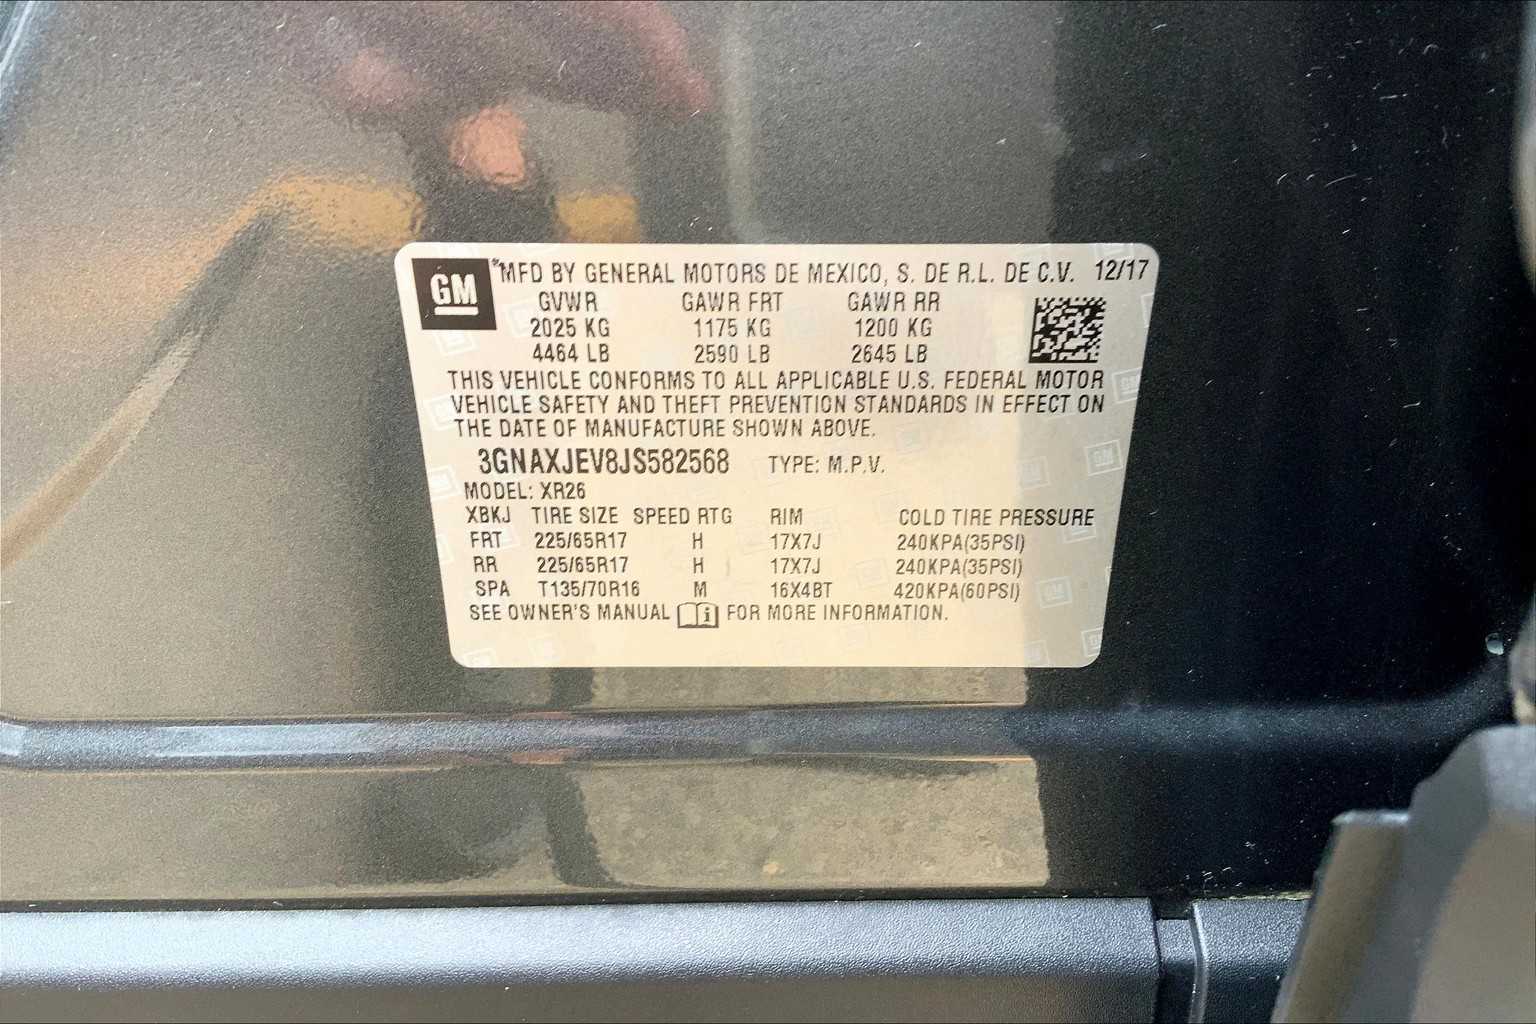 GM
*MFD BY GENERAL MOTORS DE MEXICO, S. DE R.L. DE C.V. 12/17
GVWR GAWR FRT GAWR RR
2025 KG 1175 KG 1200 KG
4464 LB 2590 LB 2645 LB
THIS VEHICLE CONFORMS TO ALL APPLICABLE U.S. FEDERAL MOTOR
VEHICLE SAFETY AND THEFT PREVENTION STANDARDS IN EFFECT ON
THE DATE OF MANUFACTURE SHOWN ABOVE.
3GNAXJEV8JS582568 TYPE: M.P.V.
MODEL: XR26
XBKJ TIRE SIZE SPEED RTG RIM COLD TIRE PRESSURE
FRT 225/65R17 H 17X7J 240KPA(35PSI)
RR 225/65R17 H 17X7J 240KPA(35PSI)
SPA T135/70R16 M 16X4BT 420KPA(60PSI)
SEE OWNER'S MANUAL i FOR MORE INFORMATION.